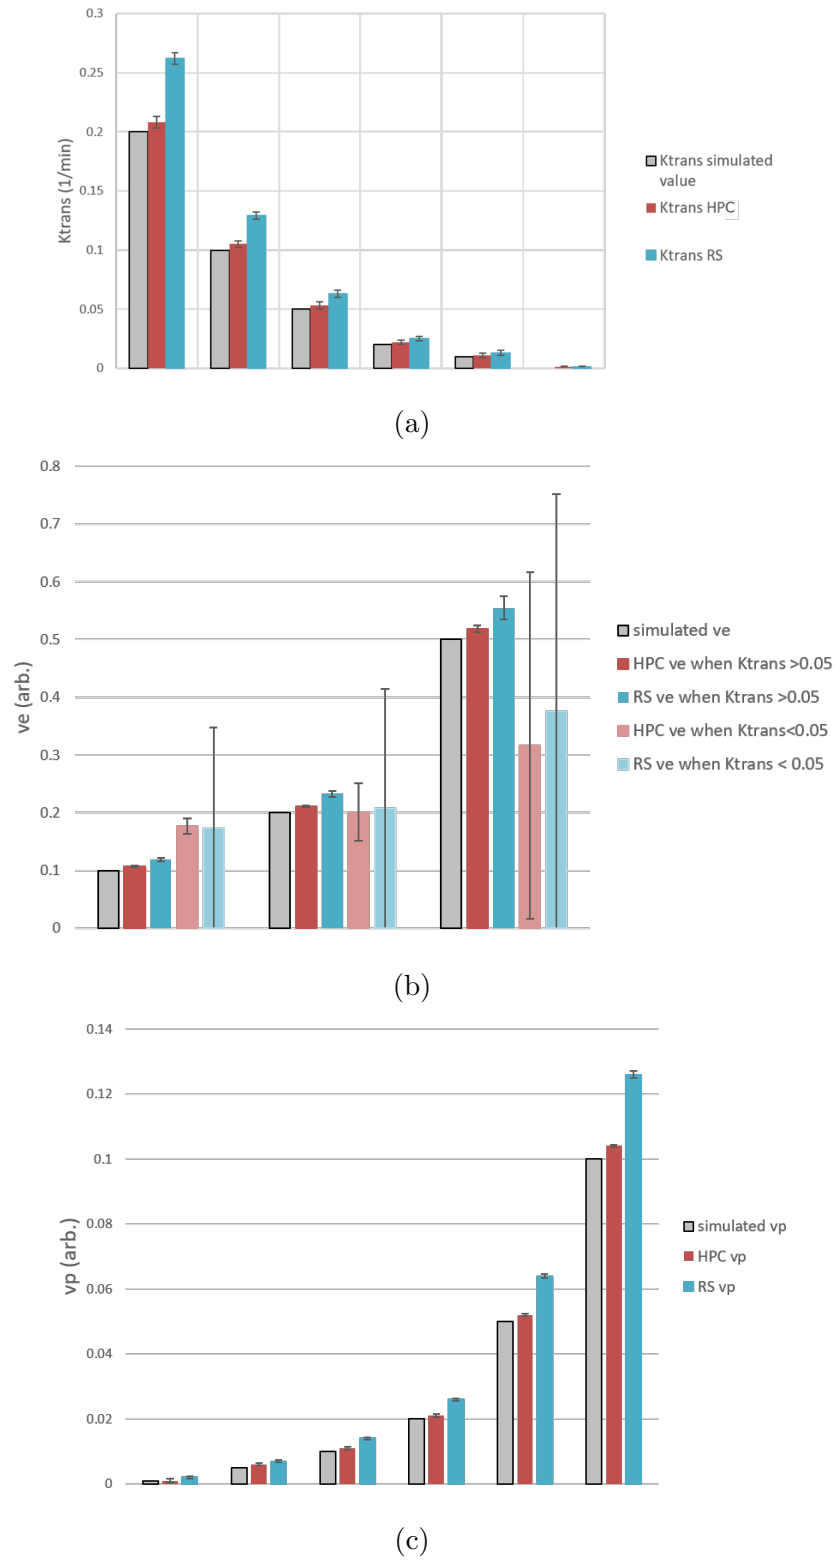 0.3
0.25
0.2
0.15
0.1
0.05
0
Ktrans (1/min)
Ktrans simulated
value
Ktrans HPC
Ktrans RS
(a)
0.8
0.7
0.6
0.5
0.4
0.3
0.2
0.1
0
ve (arb.)
simulated ve
HPC ve when Ktrans >0.05
RS ve when Ktrans >0.05
HPC ve when Ktrans<0.05
RS ve when Ktrans < 0.05
(b)
0.14
0.12
0.1
0.08
0.06
0.04
0.02
0
vp (arb.)
simulated vp
HPC vp
RS vp
(c)